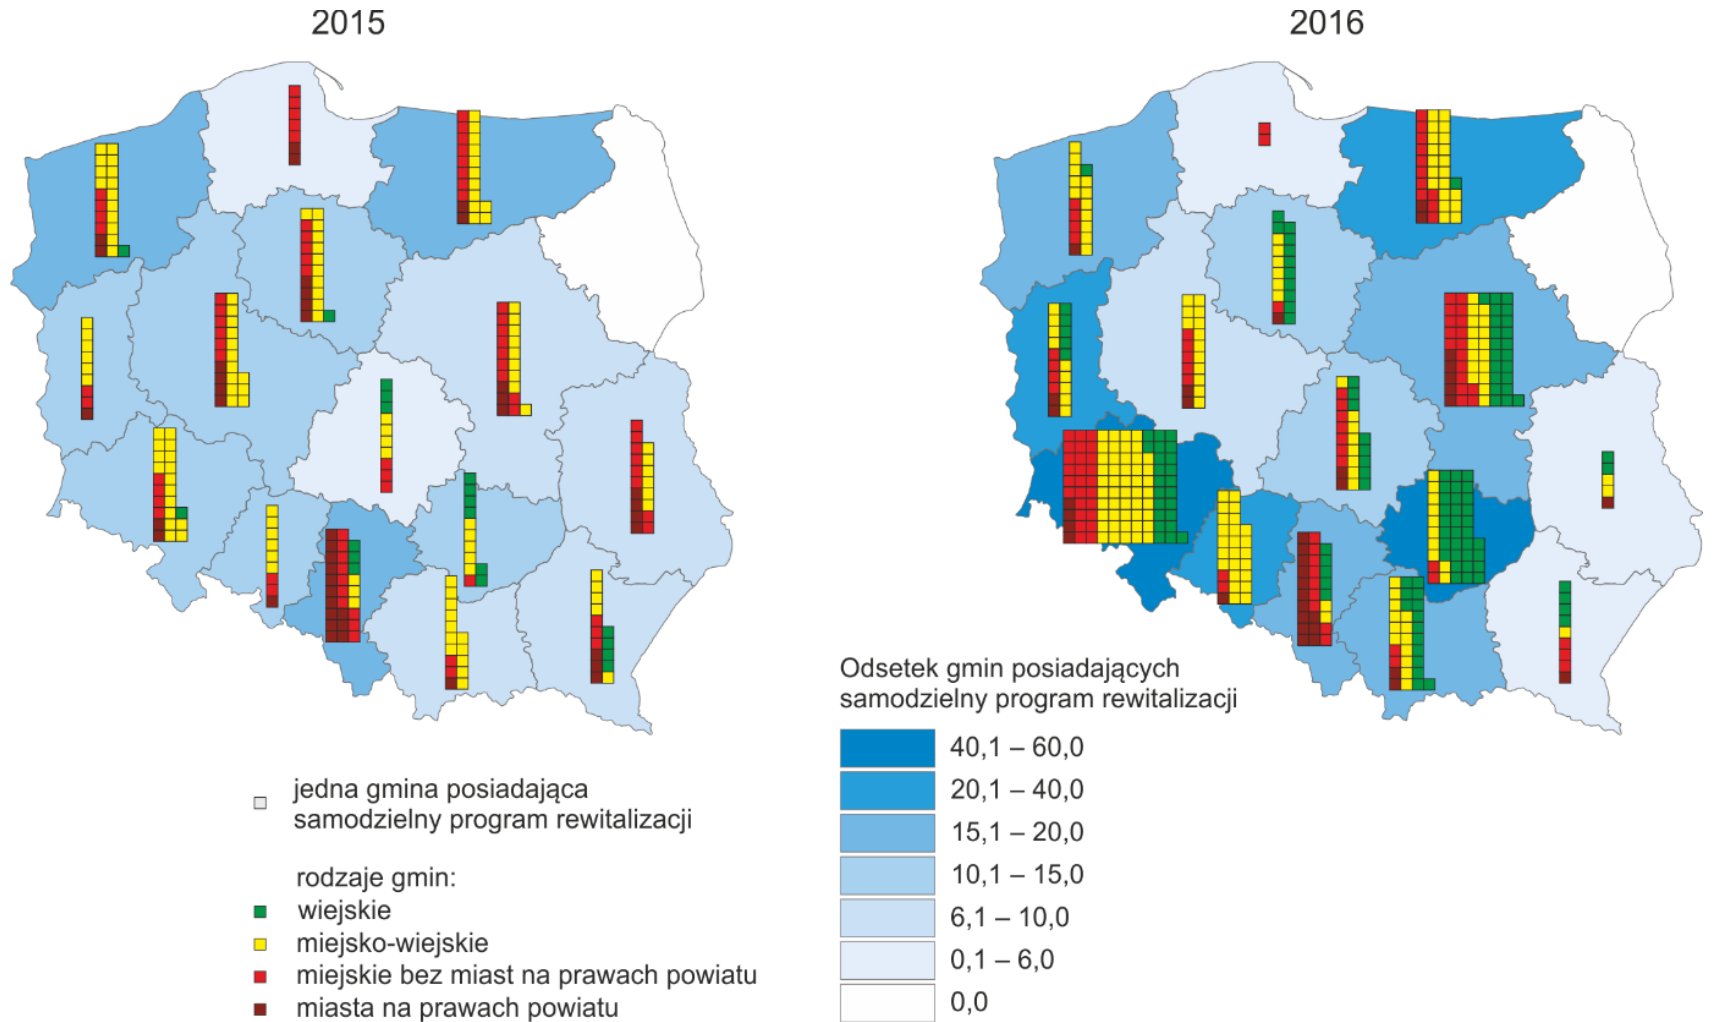 2015
2016
jedna gmina posiadająca
samodzielny program rewitalizacji
rodzaje gmin:
wiejskie
miejsko-wiejskie
miejskie bez miast na prawach powiatu
miasta na prawach powiatu
Odsetek gmin posiadających
samodzielny program rewitalizacji
40,1 – 60,0
20,1 – 40,0
15,1 – 20,0
10,1 – 15,0
6,1 – 10,0
0,1 – 6,0
0,0